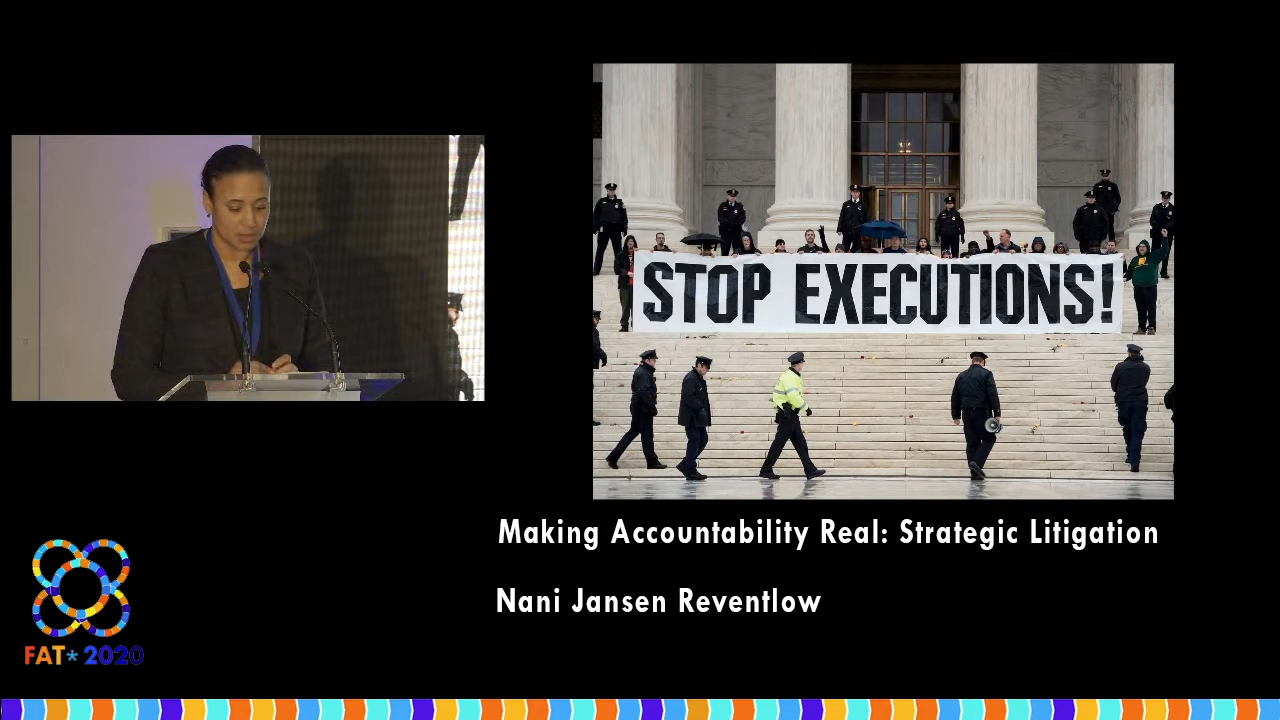 STOP EXECUTIONS!
Making Accountability Real: Strategic Litigation
Nani Jansen Reventlow
FAT* 2020